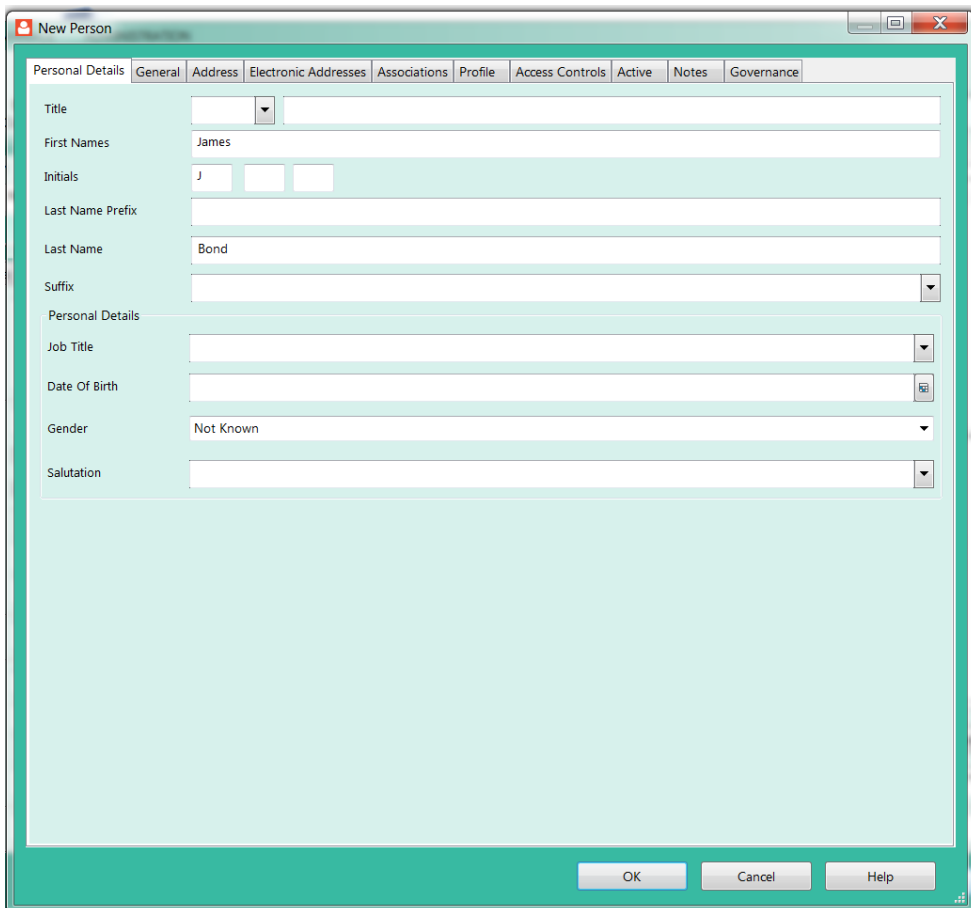 New Person
Personal Details General Address Electronic Addresses Associations Profile Access Controls Active Notes Governance
Title
First Names James
Initials J
Last Name Prefix
Last Name Bond
Suffix
Personal Details
Job Title
Date Of Birth
Gender Not Known
Salutation
OK Cancel Help